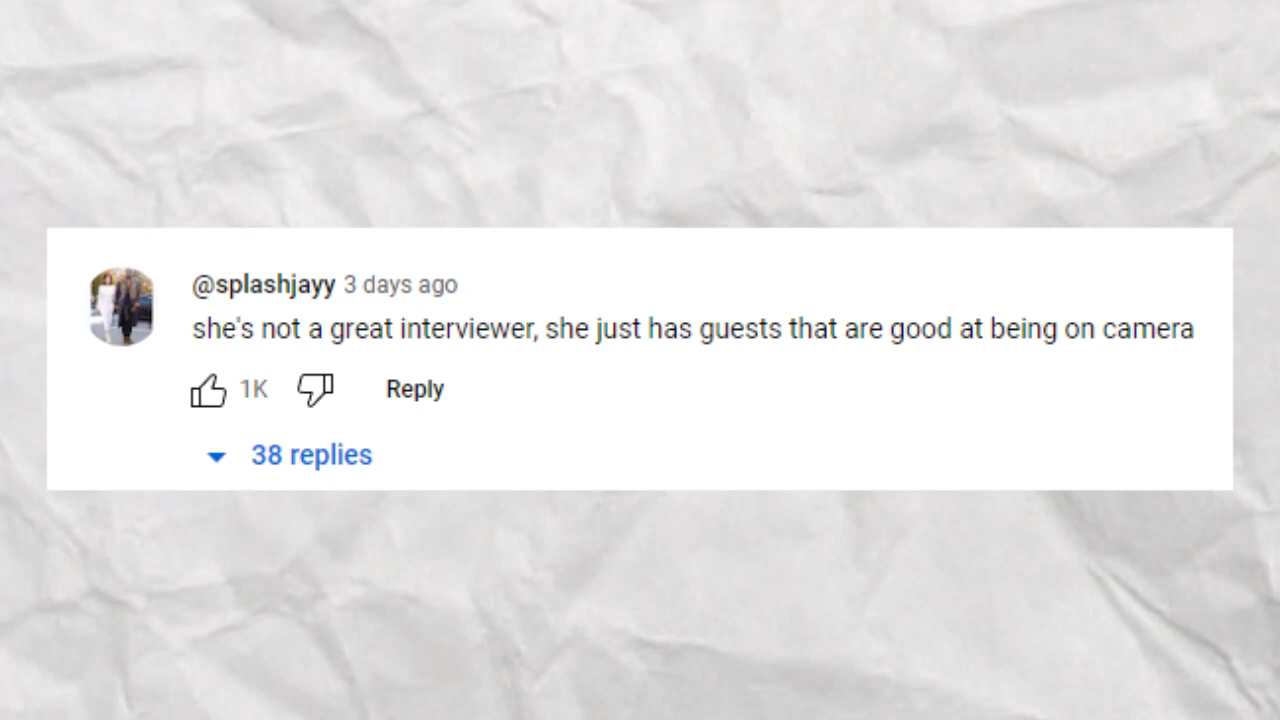 @splashjayy 3 days ago
she's not a great interviewer, she just has guests that are good at being on camera
1K Reply
38 replies